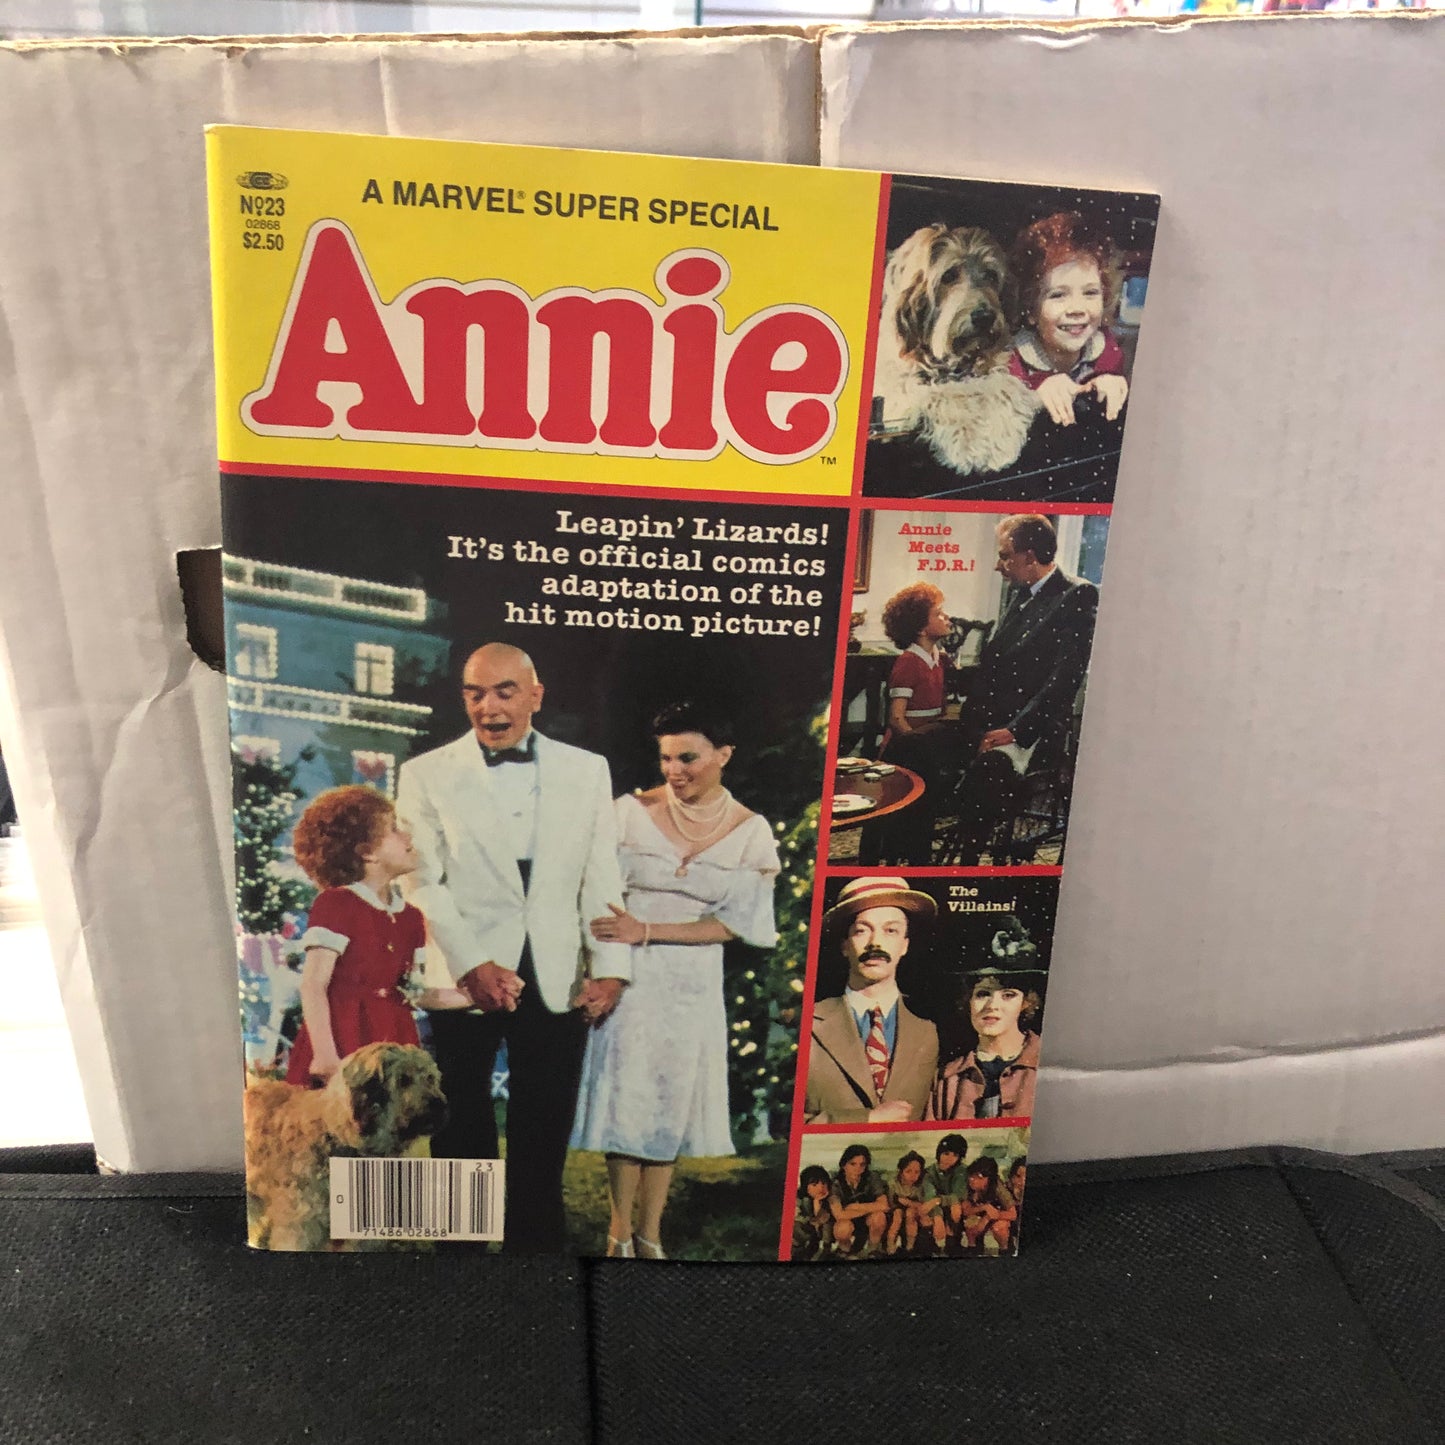 A MARVEL® SUPER SPECIAL
Nº23
02868
$2.50
Annie
TM
Leapin' Lizards!
It's the official comics
adaptation of the
hit motion picture!
Annie
Meets
F.D.R.!
The
Villains!
23
0
71486 02868